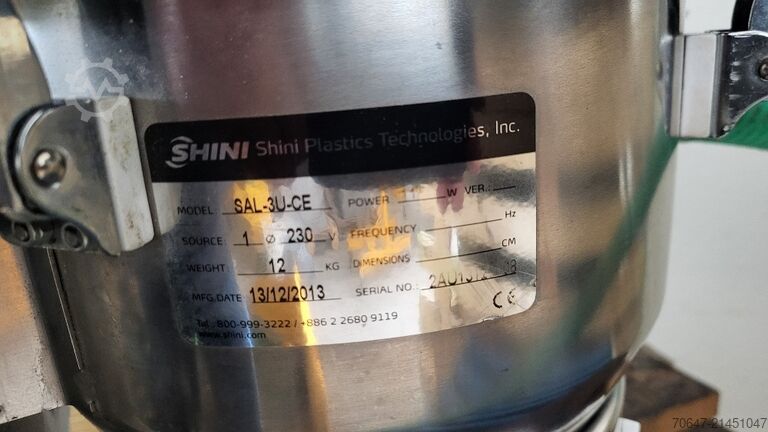 SHINI Shini Plastics Technologies, Inc.
MODEL: SAL-3U-CE POWER W VER.:
SOURCE: 1 ø 230 V FREQUENCY: Hz
WEIGHT: 12 KG DIMENSIONS: CM
MFG.DATE 13/12/2013 SERIAL NO.:
CE
Tel.:800-999-3222 / +886 2 2680 9119
www.shini.com
70647-21451047